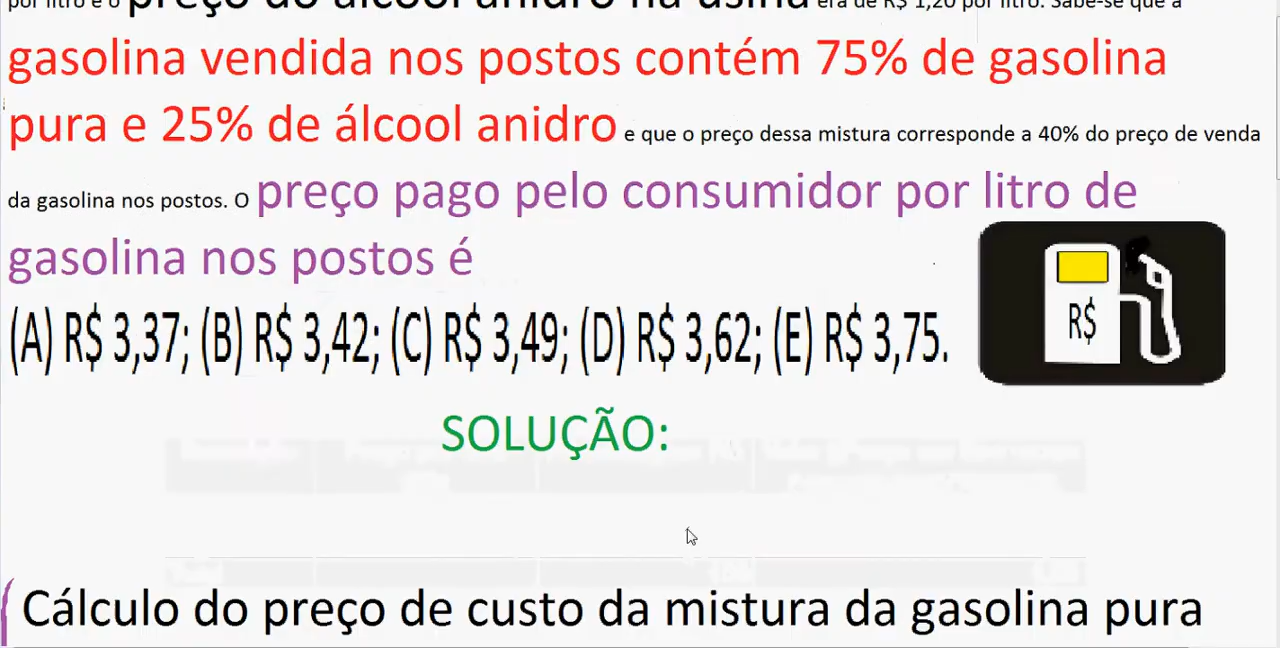 por litro e o preço do álcool anidro na usina era de R$ 1,20 por litro. Sabe-se que a
gasolina vendida nos postos contém 75% de gasolina
pura e 25% de álcool anidro e que o preço dessa mistura corresponde a 40% do preço de venda
da gasolina nos postos. O preço pago pelo consumidor por litro de
gasolina nos postos é
(A) R$ 3,37; (B) R$ 3,42; (C) R$ 3,49; (D) R$ 3,62; (E) R$ 3,75.
R$
SOLUÇÃO:
Cálculo do preço de custo da mistura da gasolina pura